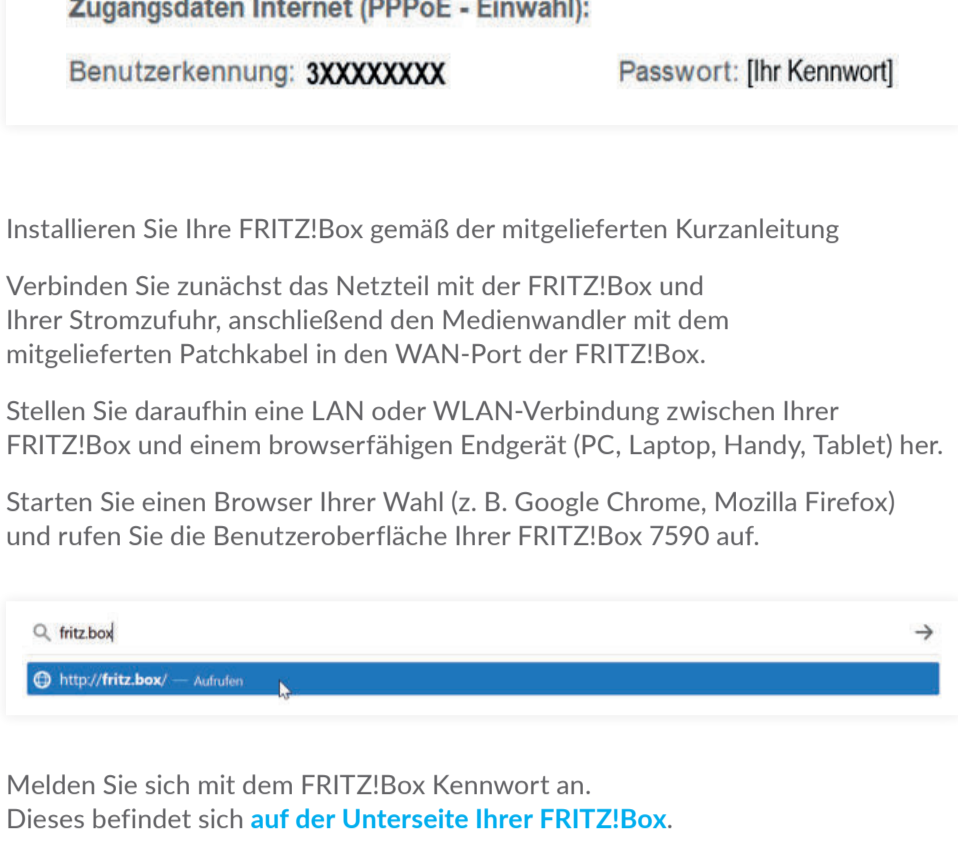 Zugangsdaten Internet (PPPoE - Einwahl):
Benutzerkennung: 3XXXXXXXX Passwort: [Ihr Kennwort]
Installieren Sie Ihre FRITZ!Box gemäß der mitgelieferten Kurzanleitung
Verbinden Sie zunächst das Netzteil mit der FRITZ!Box und
Ihrer Stromzufuhr, anschließend den Medienwandler mit dem
mitgelieferten Patchkabel in den WAN-Port der FRITZ!Box.
Stellen Sie daraufhin eine LAN oder WLAN-Verbindung zwischen Ihrer
FRITZ!Box und einem browserfähigen Endgerät (PC, Laptop, Handy, Tablet) her.
Starten Sie einen Browser Ihrer Wahl (z. B. Google Chrome, Mozilla Firefox)
und rufen Sie die Benutzeroberfläche Ihrer FRITZ!Box 7590 auf.
fritz.box
http://fritz.box/ — Aufrufen
Melden Sie sich mit dem FRITZ!Box Kennwort an.
Dieses befindet sich auf der Unterseite Ihrer FRITZ!Box.